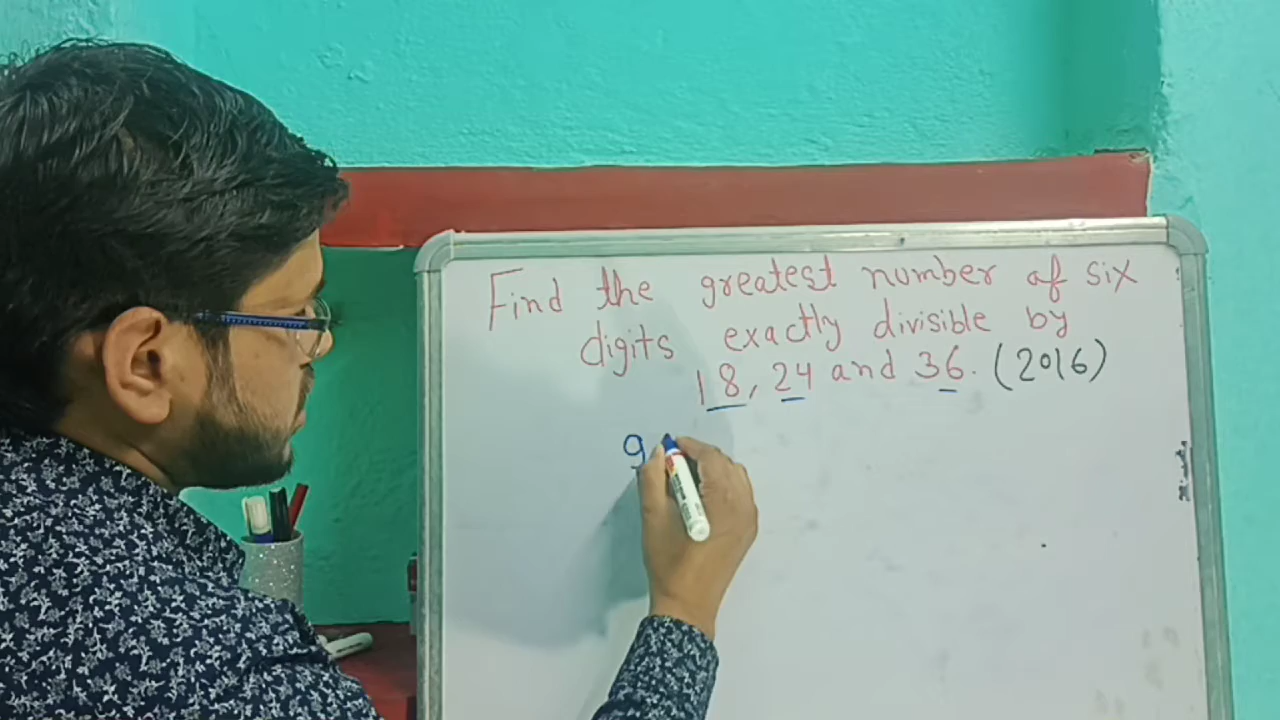 Find the greatest number of six
digits exactly divisible by
18, 24 and 36. (2016)
9